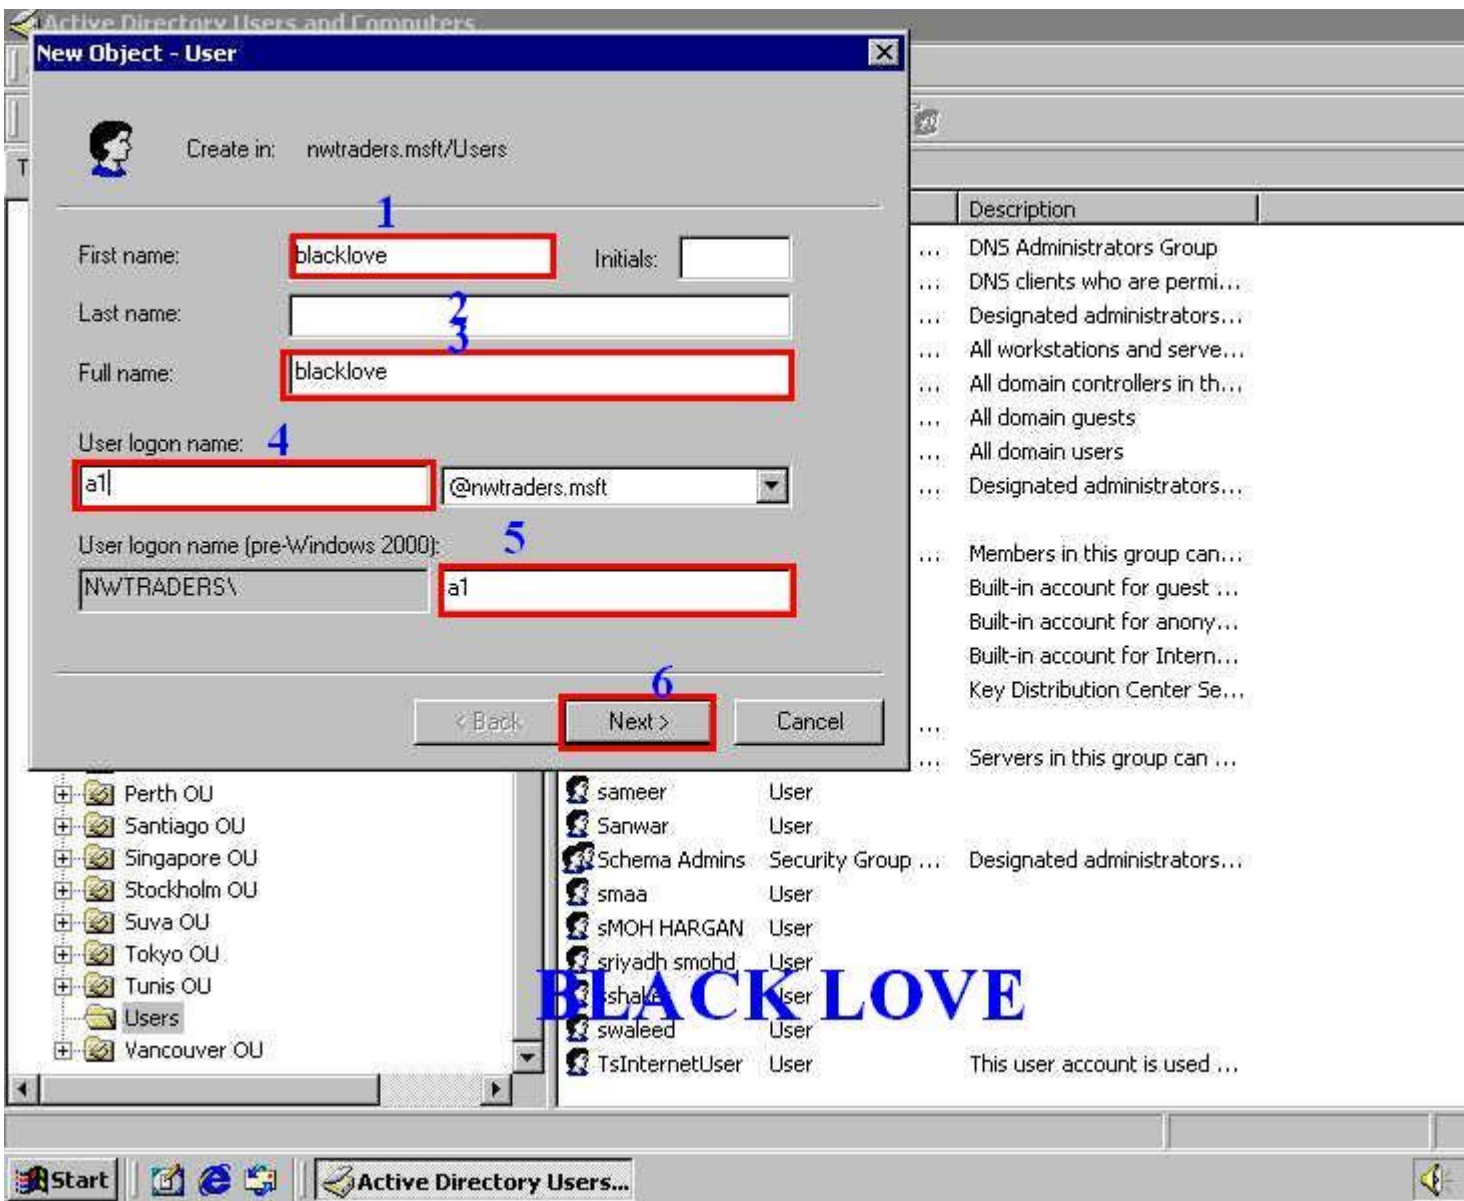 Active Directory Users and Computers
New Object - User
Create in: nwtraders.msft/Users
1
First name: blacklove Initials:
Last name: 2
3
Full name: blacklove
User logon name: 4
a1 @nwtraders.msft
User logon name (pre-Windows 2000): 5
NWTRADERS\ a1
6
< Back Next > Cancel
T
Description
... DNS Administrators Group
... DNS clients who are permi...
... Designated administrators...
... All workstations and serve...
... All domain controllers in th...
... All domain guests
... All domain users
... Designated administrators...
... Members in this group can...
Built-in account for guest ...
Built-in account for anony...
Built-in account for Intern...
Key Distribution Center Se...
...
... Servers in this group can ...
Perth OU
Santiago OU
Singapore OU
Stockholm OU
Suva OU
Tokyo OU
Tunis OU
Users
Vancouver OU
sameer User
Sanwar User
Schema Admins Security Group ... Designated administrators...
smaa User
sMOH HARGAN User
sriyadh smohd User
User
swaleed User
TsInternetUser User This user account is used ...
BLACK LOVE
Start Active Directory Users...